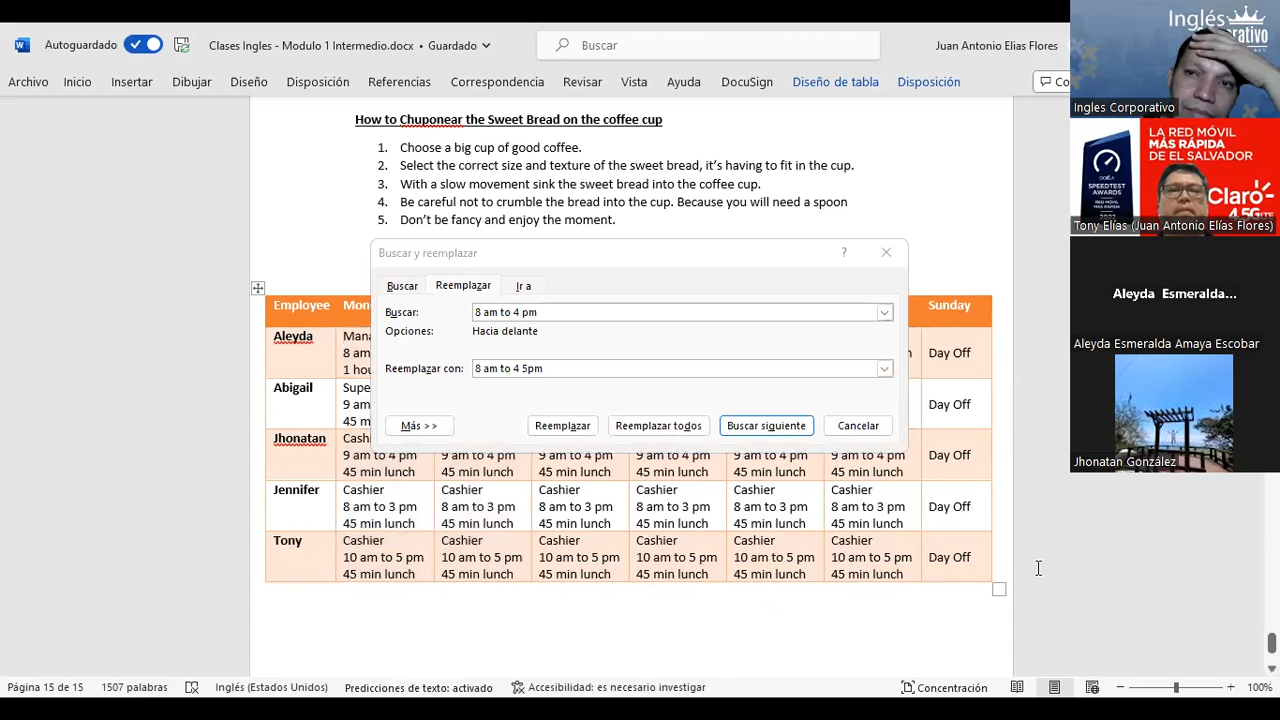 Autoguardado
Clases Ingles - Modulo 1 Intermedio.docx • Guardado
Buscar
Juan Antonio Elias Flores
Archivo Inicio Insertar Dibujar Diseño Disposición Referencias Correspondencia Revisar Vista Ayuda DocuSign Diseño de tabla Disposición Co
How to Chuponear the Sweet Bread on the coffee cup
1. Choose a big cup of good coffee.
2. Select the correct size and texture of the sweet bread, it's having to fit in the cup.
3. With a slow movement sink the sweet bread into the coffee cup.
4. Be careful not to crumble the bread into the cup. Because you will need a spoon
5. Don't be fancy and enjoy the moment.
Buscar y reemplazar ?
Buscar Reemplazar Ir a
Buscar: 8 am to 4 pm
Opciones: Hacia delante
Reemplazar con: 8 am to 4 5pm
Más >> Reemplazar Reemplazar todos Buscar siguiente Cancelar
Employee Mon Sunday
Aleyda Mana
8 am Day Off
1 hou
Abigail Supe
9 am Day Off
45 m
Jhonatan Cash
9 am to 4 pm 9 am to 4 pm 9 am to 4 pm 9 am to 4 pm 9 am to 4 pm 9 am to 4 pm Day Off
45 min lunch 45 min lunch 45 min lunch 45 min lunch 45 min lunch 45 min lunch
Jennifer Cashier Cashier Cashier Cashier Cashier Cashier
8 am to 3 pm 8 am to 3 pm 8 am to 3 pm 8 am to 3 pm 8 am to 3 pm 8 am to 3 pm Day Off
45 min lunch 45 min lunch 45 min lunch 45 min lunch 45 min lunch 45 min lunch
Tony Cashier Cashier Cashier Cashier Cashier Cashier
10 am to 5 pm 10 am to 5 pm 10 am to 5 pm 10 am to 5 pm 10 am to 5 pm 10 am to 5 pm Day Off
45 min lunch 45 min lunch 45 min lunch 45 min lunch 45 min lunch 45 min lunch
Página 15 de 15 1507 palabras Inglés (Estados Unidos) Predicciones de texto: activado Accesibilidad: es necesario investigar Concentración 100%
Inglés
Corporativo
Ingles Corporativo
LA RED MÓVIL
MÁS RÁPIDA
DE EL SALVADOR
SPEEDTEST
AWARDS
Claro
4.5G LTE
Tony Elías (Juan Antonio Elías Flores)
Aleyda Esmeralda...
Aleyda Esmeralda Amaya Escobar
Jhonatan González